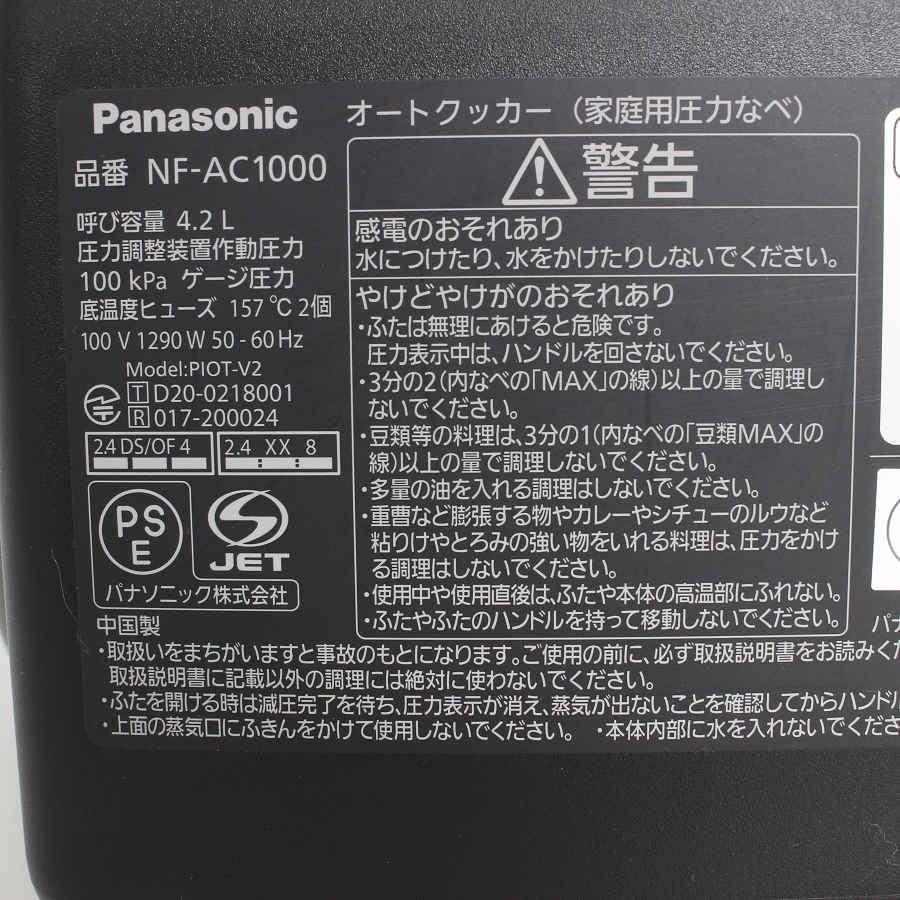 Panasonic オートクッカー（家庭用圧力なべ）
品番 NF-AC1000
呼び容量 4.2 L
圧力調整装置作動圧力
100 kPa ゲージ圧力
底温度ヒューズ 157 ℃ 2個
100 V 1290 W 50 - 60 Hz
Model:PIOT-V2
T D20-0218001
R 017-200024
2.4 DS/OF 4 2.4 XX 8
PS
E
JET
パナソニック株式会社
中国製
警告
感電のおそれあり
水につけたり、水をかけたりしないでください。
やけどやけがのおそれあり
・ふたは無理にあけると危険です。
圧力表示中は、ハンドルを回さないでください。
・3分の2（内なべの「MAX」の線）以上の量で調理し
ないでください。
・豆類等の料理は、3分の1（内なべの「豆類MAX」の
線）以上の量で調理しないでください。
・多量の油を入れる調理はしないでください。
・重曹など膨張する物やカレーやシチューのルウなど
粘りけやとろみの強い物をいれる料理は、圧力をかけ
る調理はしないでください。
・使用中や使用直後は、ふたや本体の高温部にふれない。
・ふたやふたのハンドルを持って移動しないでください。
パナ
・取扱いをまちがいますと事故のもとになります。ご使用の前に、必ず取扱説明書をお読みくだ
取扱説明書に記載以外の調理には絶対に使わないでください。
・ふたを開ける時は減圧完了を待ち、圧力表示が消え、蒸気が出ないことを確認してからハンドル
・上面の蒸気口にふきんをかけて使用しないでください。 ・本体内部に水を入れないでくださ